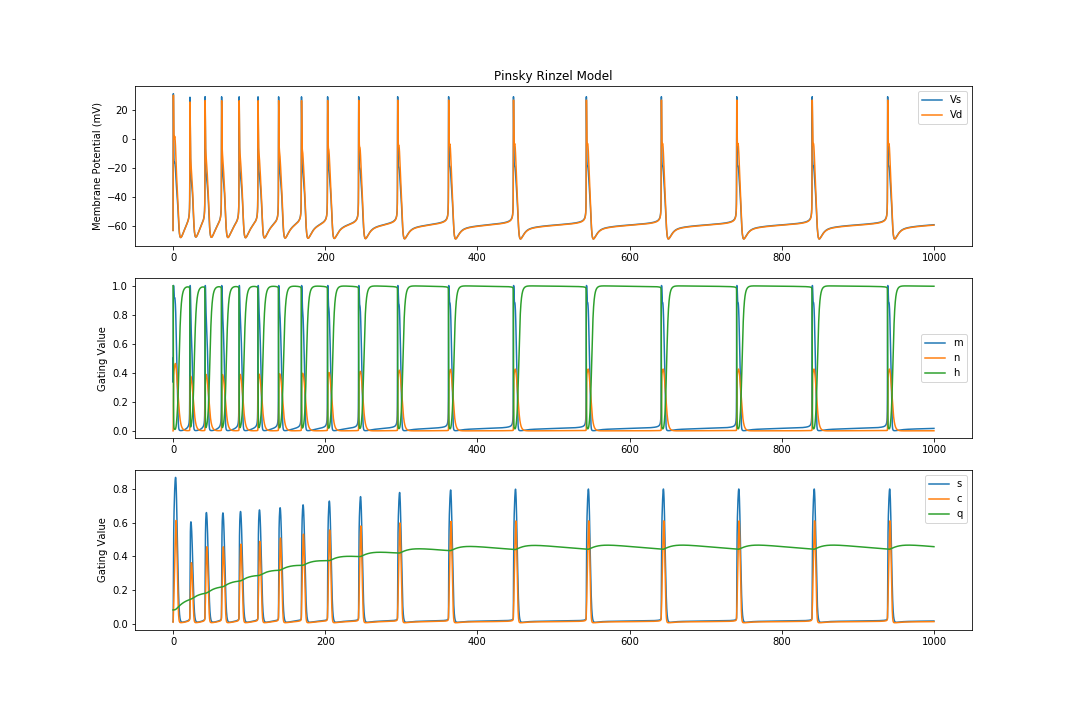 Pinsky Rinzel Model
Membrane Potential (mV)
20
0
−20
−40
−60
Vs
Vd
0 200 400 600 800 1000
Gating Value
1.0
0.8
0.6
0.4
0.2
0.0
m
n
h
0 200 400 600 800 1000
Gating Value
0.8
0.6
0.4
0.2
0.0
s
c
q
0 200 400 600 800 1000